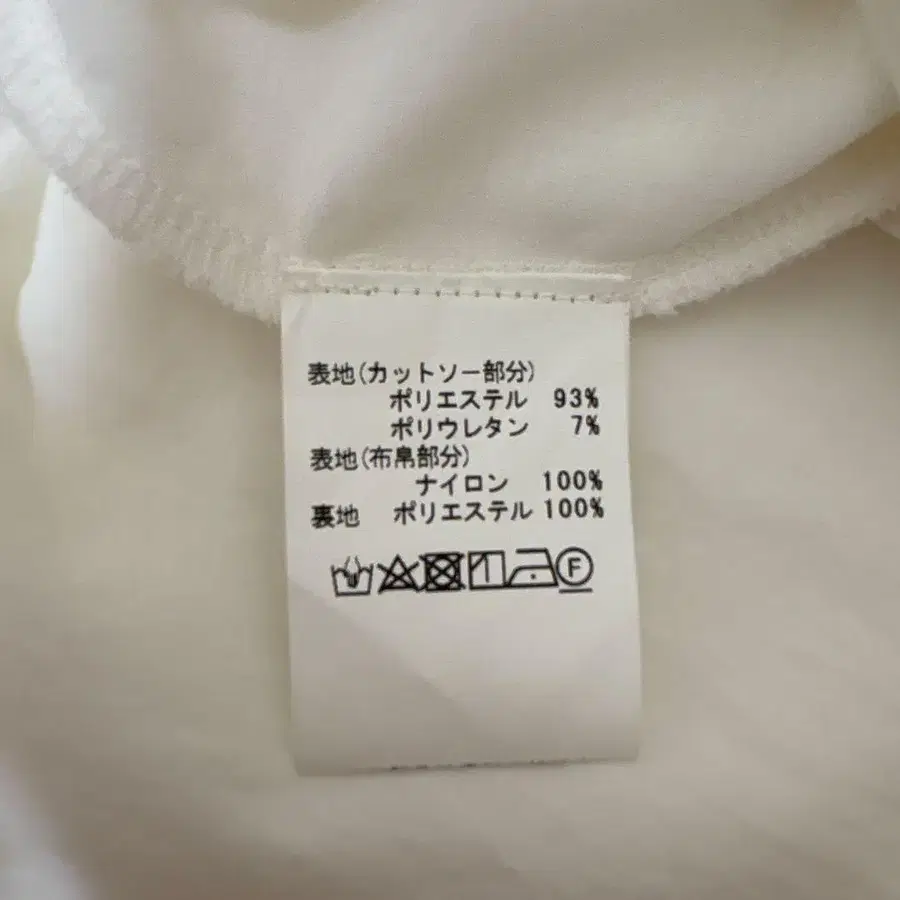 表地(カットソー部分)
ポリエステル 93%
ポリウレタン 7%
表地(布帛部分)
ナイロン 100%
裏地 ポリエステル 100%
F